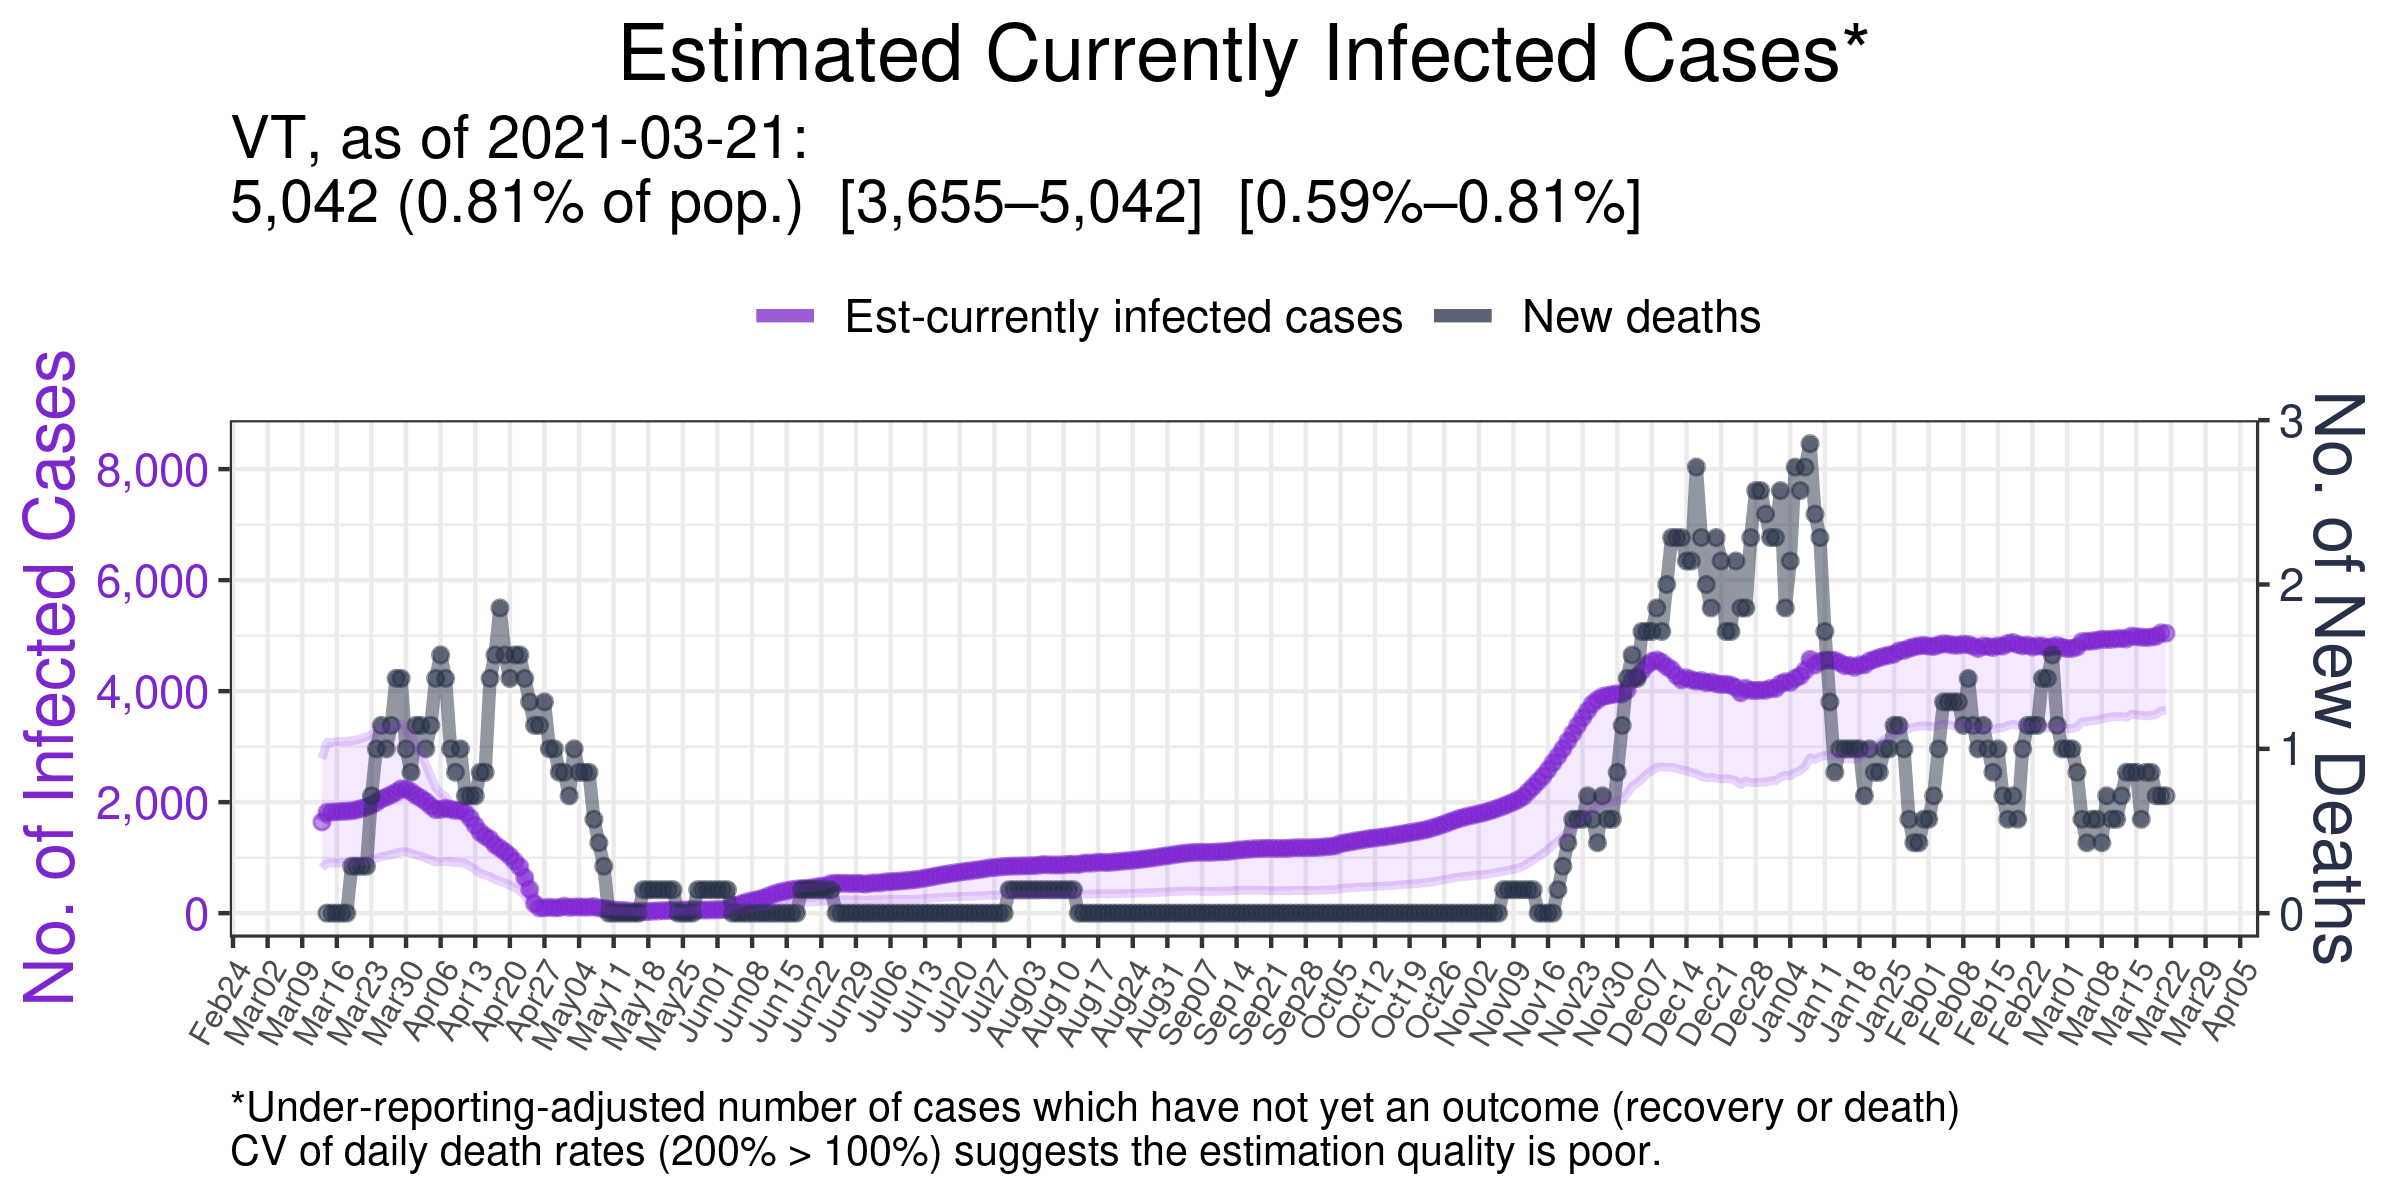 Estimated Currently Infected Cases*
VT, as of 2021-03-21:
5,042 (0.81% of pop.) [3,655–5,042] [0.59%–0.81%]
Est-currently infected cases New deaths
No. of Infected Cases
8,000
6,000
4,000
2,000
0
3
2
1
0
No. of New Deaths
Feb24 Mar02 Mar09 Mar16 Mar23 Mar30 Apr06 Apr13 Apr20 Apr27 May04 May11 May18 May25 Jun01 Jun08 Jun15 Jun22 Jun29 Jul06 Jul13 Jul20 Jul27 Aug03 Aug10 Aug17 Aug24 Aug31 Sep07 Sep14 Sep21 Sep28 Oct05 Oct12 Oct19 Oct26 Nov02 Nov09 Nov16 Nov23 Nov30 Dec07 Dec14 Dec21 Dec28 Jan04 Jan11 Jan18 Jan25 Feb01 Feb08 Feb15 Feb22 Mar01 Mar08 Mar15 Mar22 Mar29 Apr05
*Under-reporting-adjusted number of cases which have not yet an outcome (recovery or death)
CV of daily death rates (200% > 100%) suggests the estimation quality is poor.